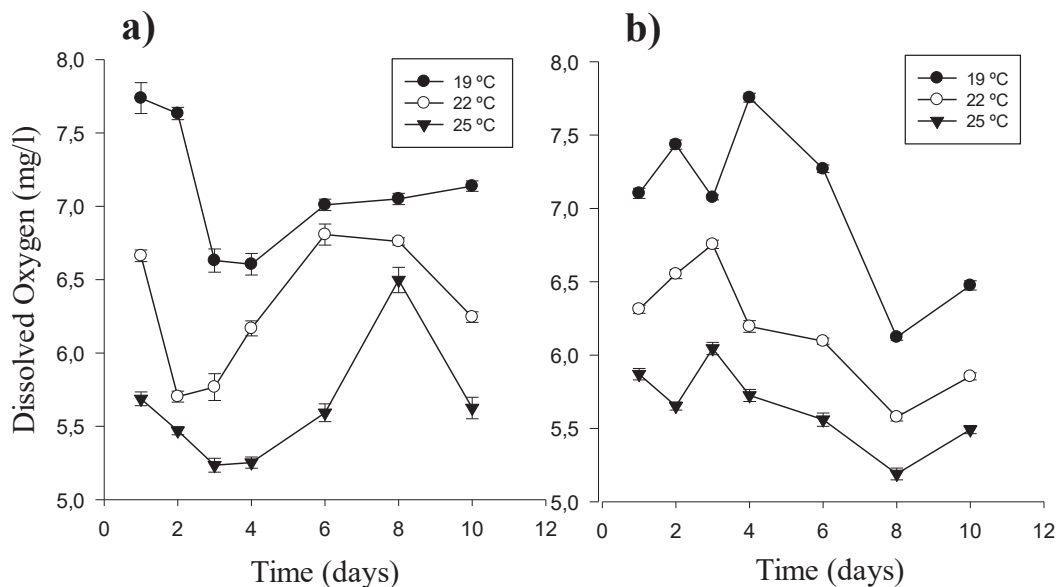 a)
8,0
7,5
7,0
6,5
6,0
5,5
5,0
0 2 4 6 8 10 12
19 ºC
22 ºC
25 ºC
Dissolved Oxygen (mg/l)
Time (days)
b)
8,0
7,5
7,0
6,5
6,0
5,5
5,0
0 2 4 6 8 10 12
19 ºC
22 ºC
25 ºC
Time (days)